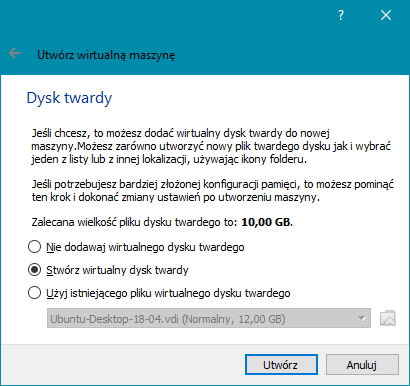 ?
Utwórz wirtualną maszynę
Dysk twardy
Jeśli chcesz, to możesz dodać wirtualny dysk twardy do nowej
maszyny.Możesz zarówno utworzyć nowy plik twardego dysku jak i wybrać
jeden z listy lub z innej lokalizacji, używając ikony folderu.
Jeśli potrzebujesz bardziej złożonej konfiguracji pamięci, to możesz pominąć
ten krok i dokonać zmiany ustawień po utworzeniu maszyny.
Zalecana wielkość pliku dysku twardego to: 10,00 GB.
Nie dodawaj wirtualnego dysku twardego
Stwórz wirtualny dysk twardy
Użyj istniejącego pliku wirtualnego dysku twardego
Ubuntu-Desktop-18-04.vdi (Normalny, 12,00 GB)
Utwórz Anuluj